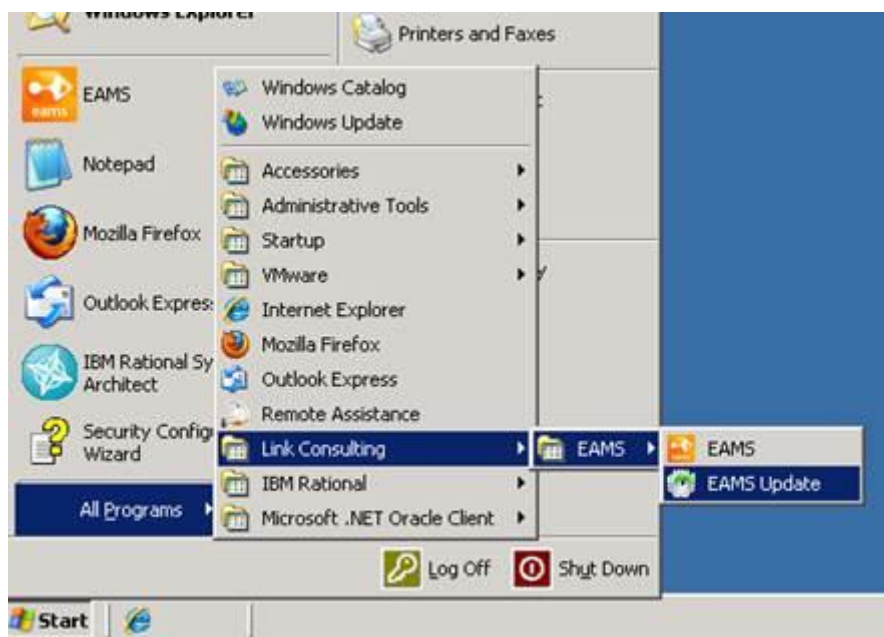 Windows Explorer
Printers and Faxes
EAMS
eams
Notepad
Mozilla Firefox
Outlook Expres
IBM Rational Sy
Architect
Security Config
Wizard
All Programs
Windows Catalog
Windows Update
Accessories
Administrative Tools
Startup
VMware
Internet Explorer
Mozilla Firefox
Outlook Express
Remote Assistance
Link Consulting
IBM Rational
Microsoft .NET Oracle Client
EAMS
EAMS
EAMS Update
Log Off
Shut Down
Start